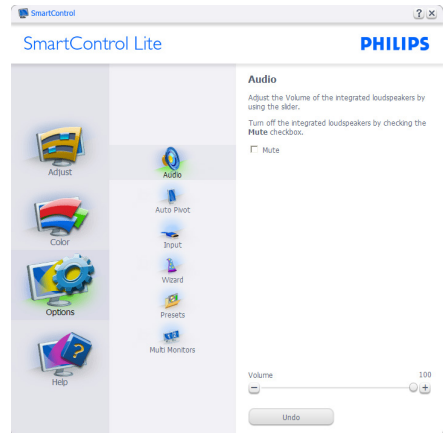 SmartControl
SmartControl Lite
PHILIPS
Adjust
Color
Options
Help
Audio
Auto Pivot
Input
Wizard
Presets
Multi Monitors
Audio
Adjust the Volume of the integrated loudspeakers by
using the slider.
Turn off the integrated loudspeakers by checking the
Mute checkbox.
Mute
Volume 100
Undo